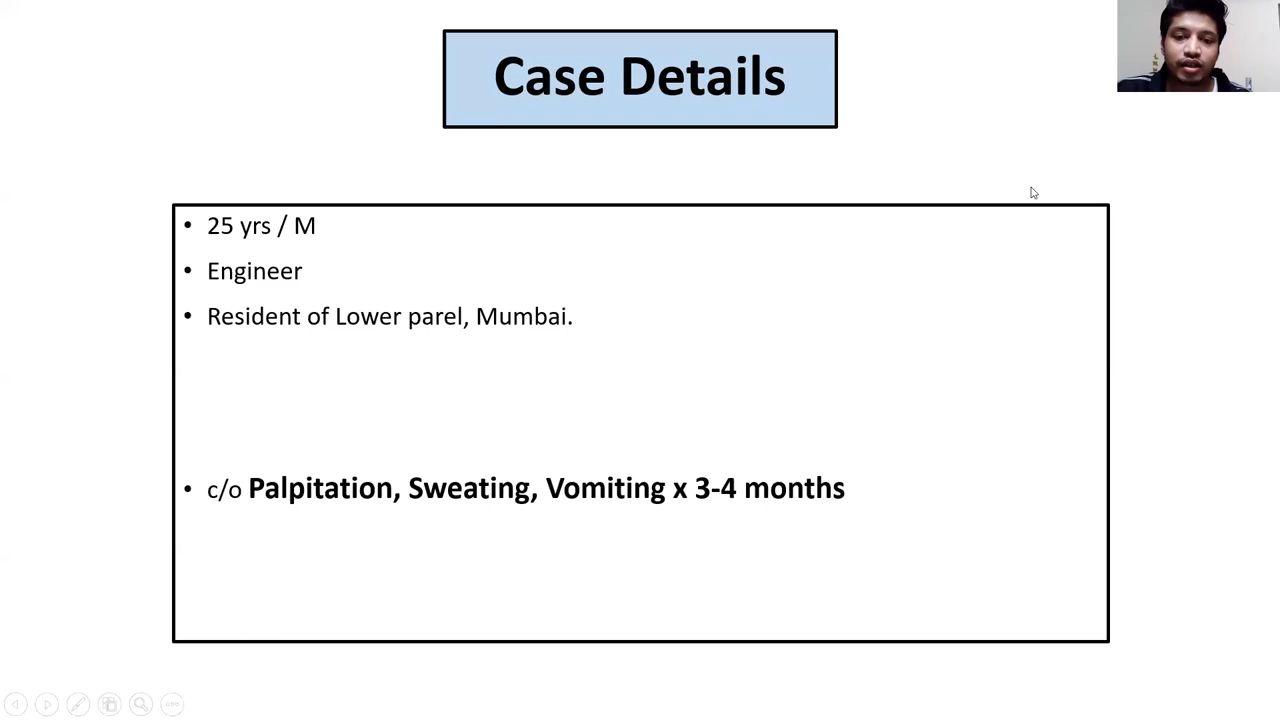 Case Details
• 25 yrs / M
• Engineer
• Resident of Lower parel, Mumbai.
• c/o Palpitation, Sweating, Vomiting x 3-4 months